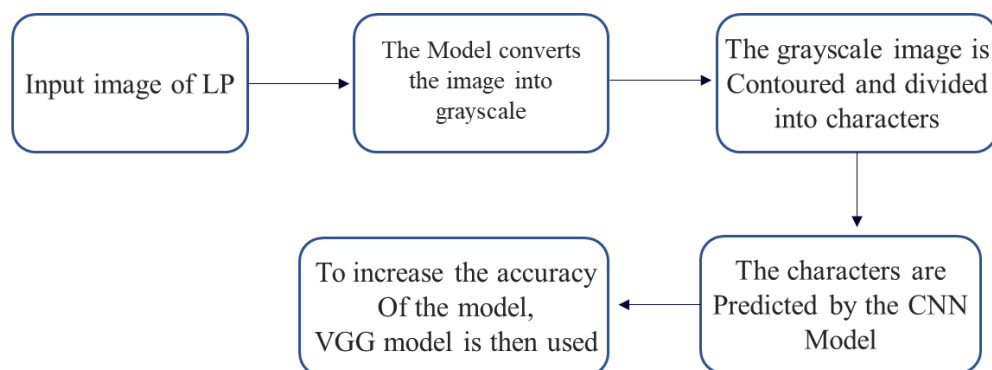 Input image of LP
The Model converts
the image into
grayscale
The grayscale image is
Contoured and divided
into characters
The characters are
Predicted by the CNN
Model
To increase the accuracy
Of the model,
VGG model is then used